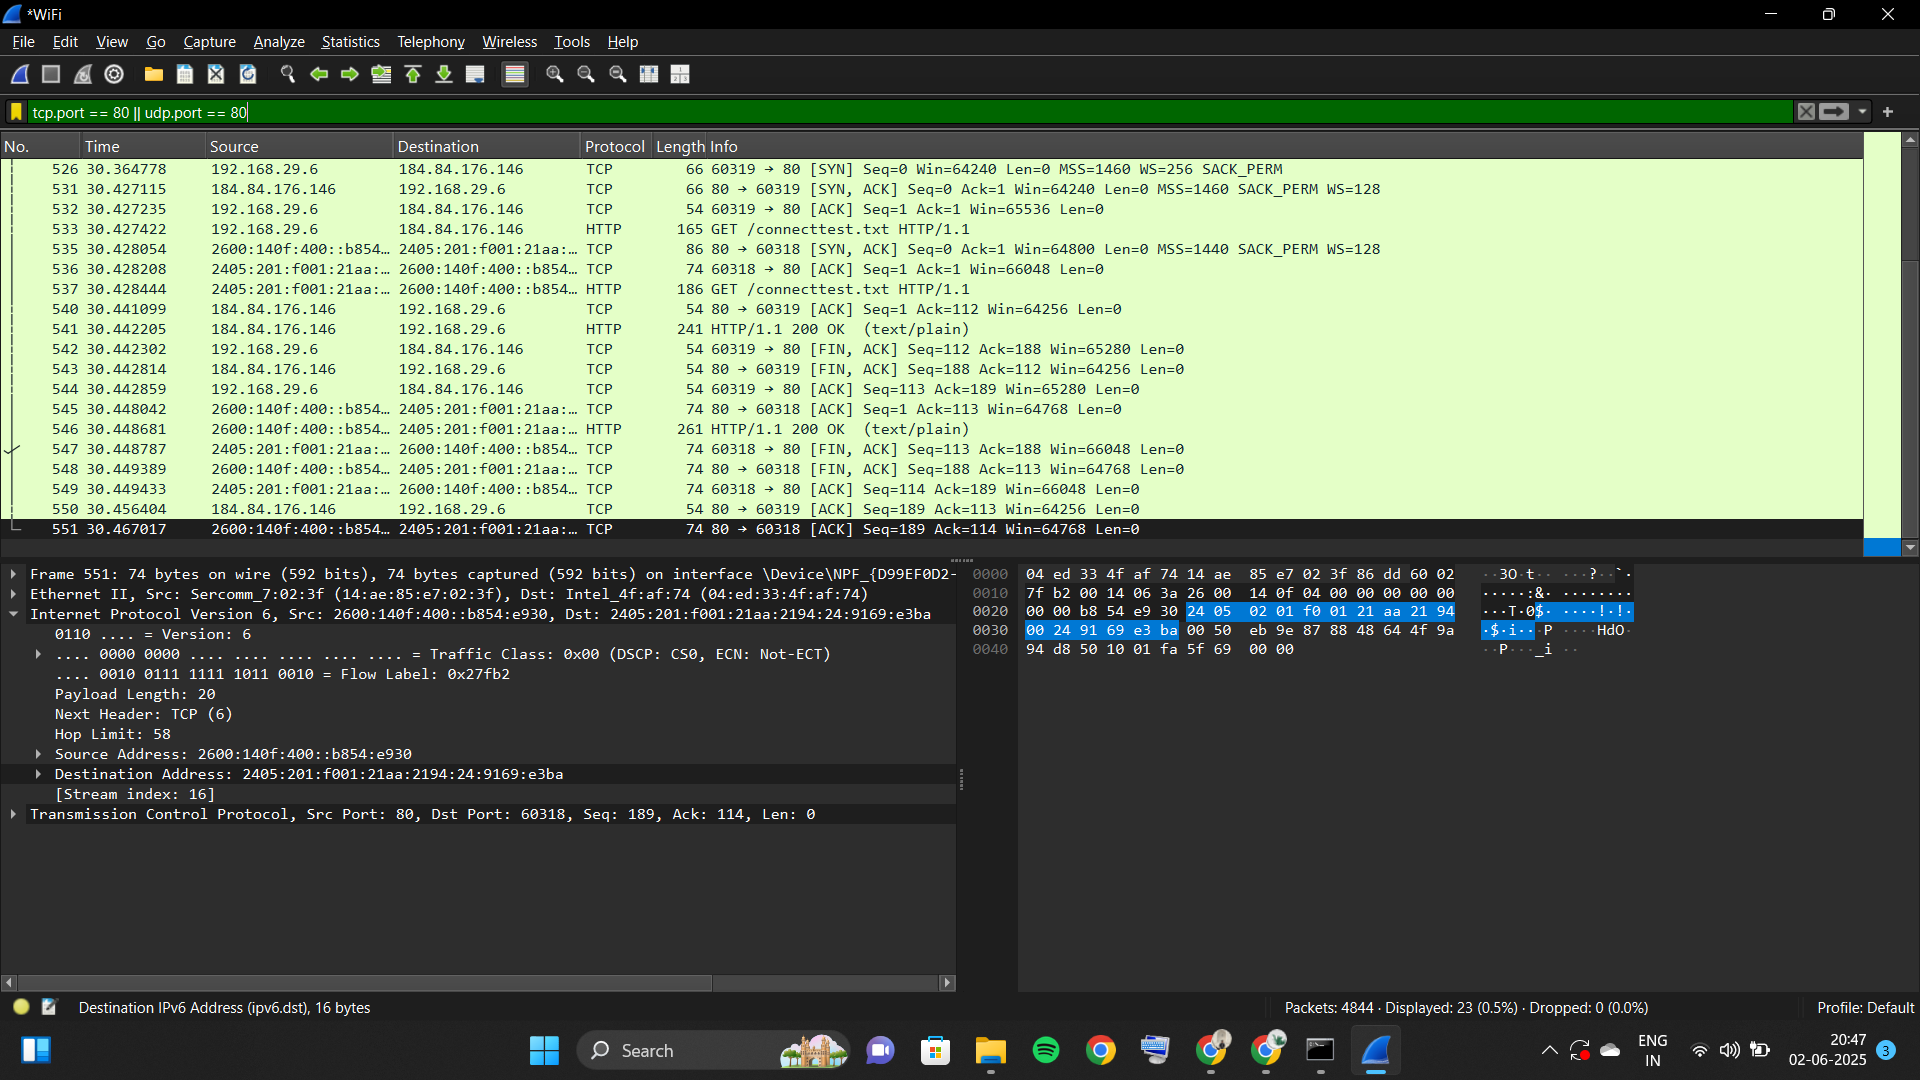 *WiFi
File Edit View Go Capture Analyze Statistics Telephony Wireless Tools Help
tcp.port == 80 || udp.port == 80
No. Time Source Destination Protocol Length Info
526 30.364778 192.168.29.6 184.84.176.146 TCP 66 60319 → 80 [SYN] Seq=0 Win=64240 Len=0 MSS=1460 WS=256 SACK_PERM
531 30.427115 184.84.176.146 192.168.29.6 TCP 66 80 → 60319 [SYN, ACK] Seq=0 Ack=1 Win=64240 Len=0 MSS=1460 SACK_PERM WS=128
532 30.427235 192.168.29.6 184.84.176.146 TCP 54 60319 → 80 [ACK] Seq=1 Ack=1 Win=65536 Len=0
533 30.427422 192.168.29.6 184.84.176.146 HTTP 165 GET /connecttest.txt HTTP/1.1
535 30.428054 2600:140f:400::b854… 2405:201:f001:21aa:… TCP 86 80 → 60318 [SYN, ACK] Seq=0 Ack=1 Win=64800 Len=0 MSS=1440 SACK_PERM WS=128
536 30.428208 2405:201:f001:21aa:… 2600:140f:400::b854… TCP 74 60318 → 80 [ACK] Seq=1 Ack=1 Win=66048 Len=0
537 30.428444 2405:201:f001:21aa:… 2600:140f:400::b854… HTTP 186 GET /connecttest.txt HTTP/1.1
540 30.441099 184.84.176.146 192.168.29.6 TCP 54 80 → 60319 [ACK] Seq=1 Ack=112 Win=64256 Len=0
541 30.442205 184.84.176.146 192.168.29.6 HTTP 241 HTTP/1.1 200 OK (text/plain)
542 30.442302 192.168.29.6 184.84.176.146 TCP 54 60319 → 80 [FIN, ACK] Seq=112 Ack=188 Win=65280 Len=0
543 30.442814 184.84.176.146 192.168.29.6 TCP 54 80 → 60319 [FIN, ACK] Seq=188 Ack=112 Win=64256 Len=0
544 30.442859 192.168.29.6 184.84.176.146 TCP 54 60319 → 80 [ACK] Seq=113 Ack=189 Win=65280 Len=0
545 30.448042 2600:140f:400::b854… 2405:201:f001:21aa:… TCP 74 80 → 60318 [ACK] Seq=1 Ack=113 Win=64768 Len=0
546 30.448681 2600:140f:400::b854… 2405:201:f001:21aa:… HTTP 261 HTTP/1.1 200 OK (text/plain)
547 30.448787 2405:201:f001:21aa:… 2600:140f:400::b854… TCP 74 60318 → 80 [FIN, ACK] Seq=113 Ack=188 Win=66048 Len=0
548 30.449389 2600:140f:400::b854… 2405:201:f001:21aa:… TCP 74 80 → 60318 [FIN, ACK] Seq=188 Ack=113 Win=64768 Len=0
549 30.449433 2405:201:f001:21aa:… 2600:140f:400::b854… TCP 74 60318 → 80 [ACK] Seq=114 Ack=189 Win=66048 Len=0
550 30.456404 184.84.176.146 192.168.29.6 TCP 54 80 → 60319 [ACK] Seq=189 Ack=113 Win=64256 Len=0
551 30.467017 2600:140f:400::b854… 2405:201:f001:21aa:… TCP 74 80 → 60318 [ACK] Seq=189 Ack=114 Win=64768 Len=0
Frame 551: 74 bytes on wire (592 bits), 74 bytes captured (592 bits) on interface \Device\NPF_{D99EF0D2-
Ethernet II, Src: Sercomm_7:02:3f (14:ae:85:e7:02:3f), Dst: Intel_4f:af:74 (04:ed:33:4f:af:74)
Internet Protocol Version 6, Src: 2600:140f:400::b854:e930, Dst: 2405:201:f001:21aa:2194:24:9169:e3ba
0110 .... = Version: 6
.... 0000 0000 .... .... .... .... .... = Traffic Class: 0x00 (DSCP: CS0, ECN: Not-ECT)
.... 0010 0111 1111 1011 0010 = Flow Label: 0x27fb2
Payload Length: 20
Next Header: TCP (6)
Hop Limit: 58
Source Address: 2600:140f:400::b854:e930
Destination Address: 2405:201:f001:21aa:2194:24:9169:e3ba
[Stream index: 16]
Transmission Control Protocol, Src Port: 80, Dst Port: 60318, Seq: 189, Ack: 114, Len: 0
0000 04 ed 33 4f af 74 14 ae 85 e7 02 3f 86 dd 60 02 ··3O·t·· ···?··`·
0010 7f b2 00 14 06 3a 26 00 14 0f 04 00 00 00 00 00 ·····:&· ········
0020 00 00 b8 54 e9 30 24 05 02 01 f0 01 21 aa 21 94 ···T·0$· ····!·!·
0030 00 24 91 69 e3 ba 00 50 eb 9e 87 88 48 64 4f 9a ·$·i···P ····HdO·
0040 94 d8 50 10 01 fa 5f 69 00 00 ··P···_i ··
Destination IPv6 Address (ipv6.dst), 16 bytes
Packets: 4844 · Displayed: 23 (0.5%) · Dropped: 0 (0.0%)
Profile: Default
Search
ENG
IN
20:47
02-06-2025
3